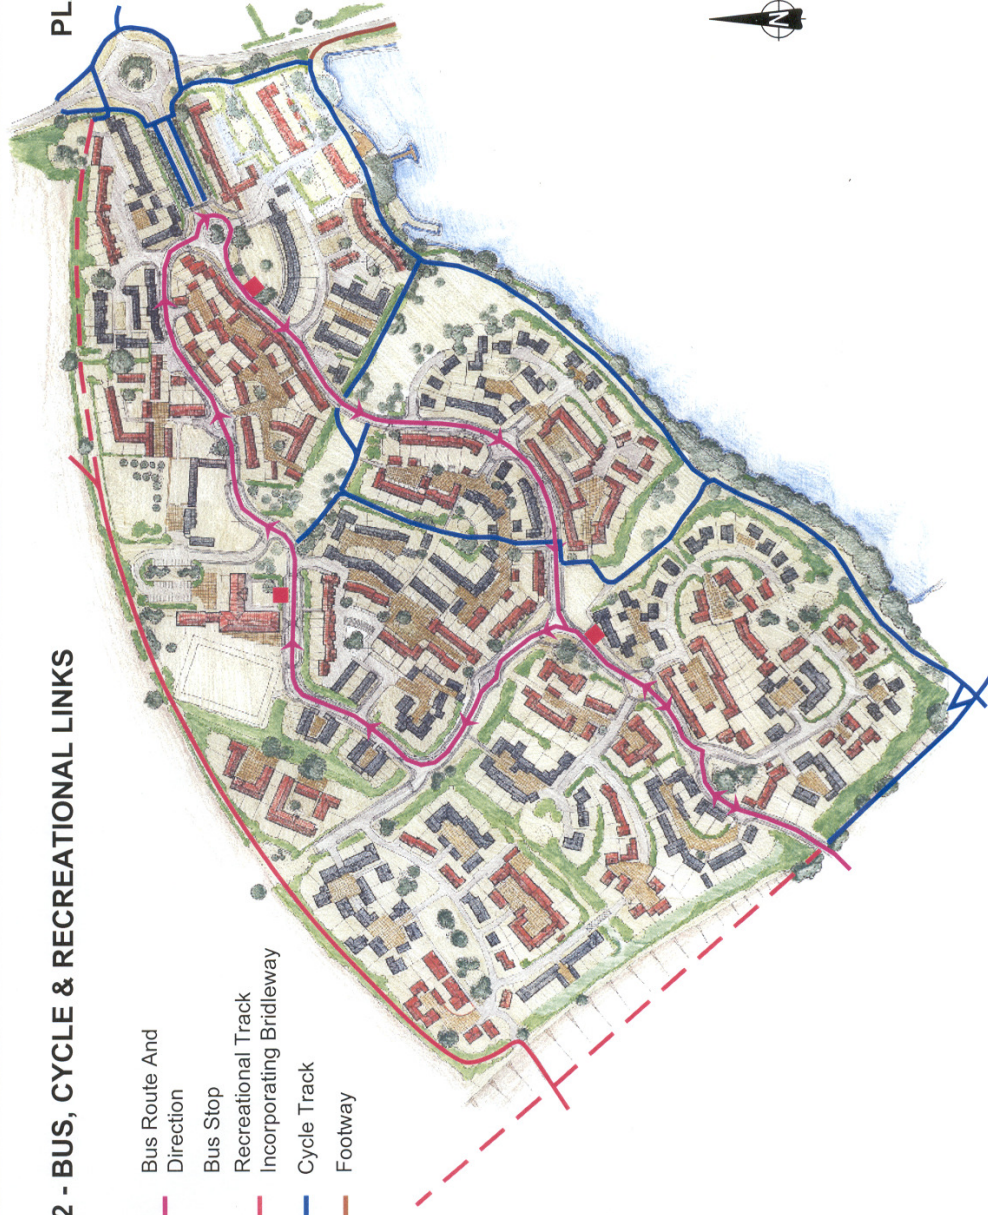 2 - BUS, CYCLE & RECREATIONAL LINKS
PL
N
Bus Route And
Direction
Bus Stop
Recreational Track
Incorporating Bridleway
Cycle Track
Footway